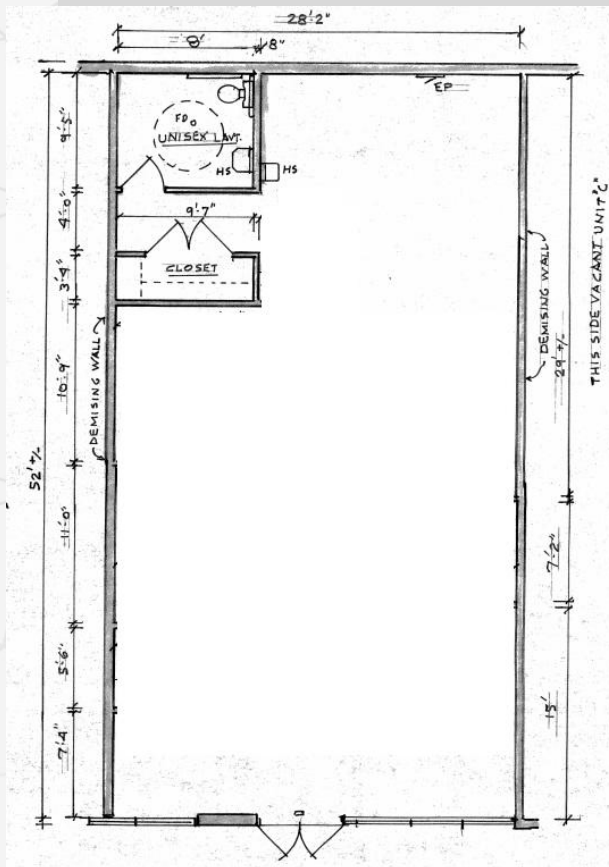 28'2"
8'
8"
EP
FD
UNISEX LAVT.
HS
HS
9'-5"
4'-0"
9'-7"
CLOSET
3'-4"
DEMISING WALL
10'-9"
52' +/-
11'-0"
5'-6"
7'-4"
DEMISING WALL
29' +/-
THIS SIDE VACANT UNIT "C"
7'-2"
15'